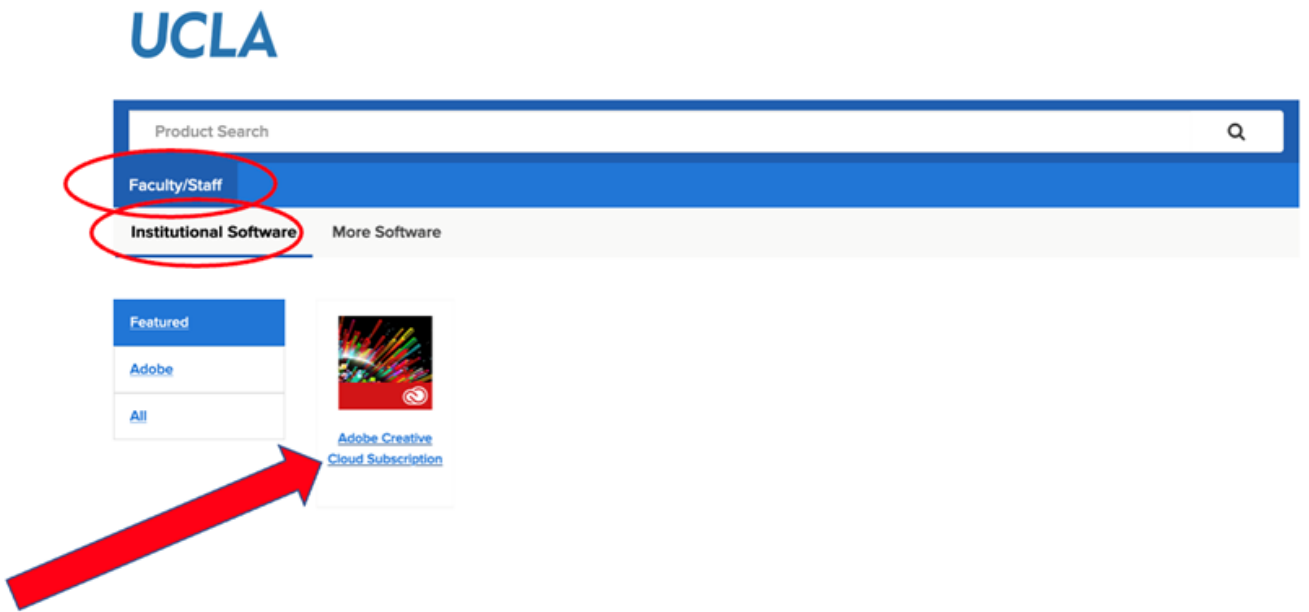 UCLA
Product Search
Faculty/Staff
Institutional Software
More Software
Featured
Adobe
All
Adobe Creative
Cloud Subscription